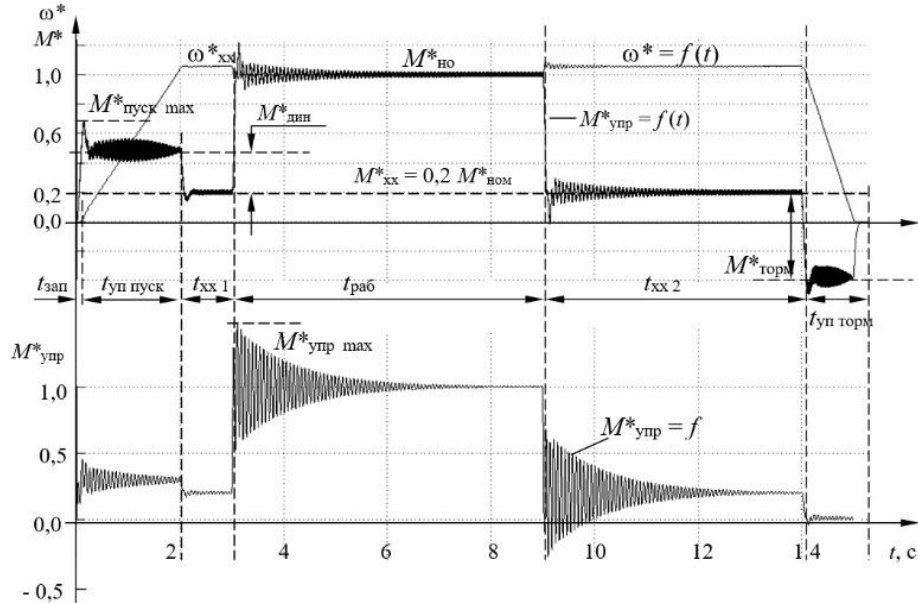 ω*
M*
ω*хх
M*но
ω* = f (t)
1,0
M*пуск max
M*дин
0,6
M*упр = f (t)
M*хх = 0,2 M*ном
0,2
0,0
M*торм
tзап
tуп пуск
tхх 1
tраб
tхх 2
tуп торм
M*упр
M*упр max
1,0
M*упр = f
0,5
0,0
2
4
6
8
10
12
14
t, с
- 0,5